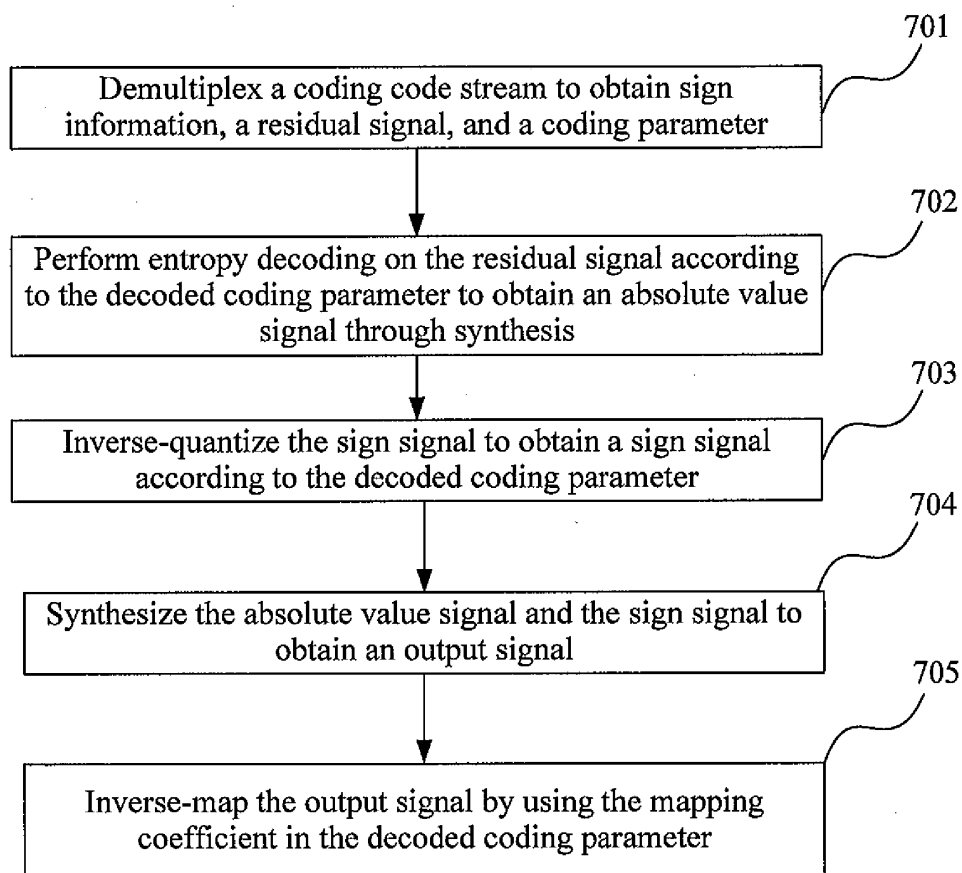 701
Demultiplex a coding code stream to obtain sign
information, a residual signal, and a coding parameter
702
Perform entropy decoding on the residual signal according
to the decoded coding parameter to obtain an absolute value
signal through synthesis
703
Inverse-quantize the sign signal to obtain a sign signal
according to the decoded coding parameter
704
Synthesize the absolute value signal and the sign signal to
obtain an output signal
705
Inverse-map the output signal by using the mapping
coefficient in the decoded coding parameter